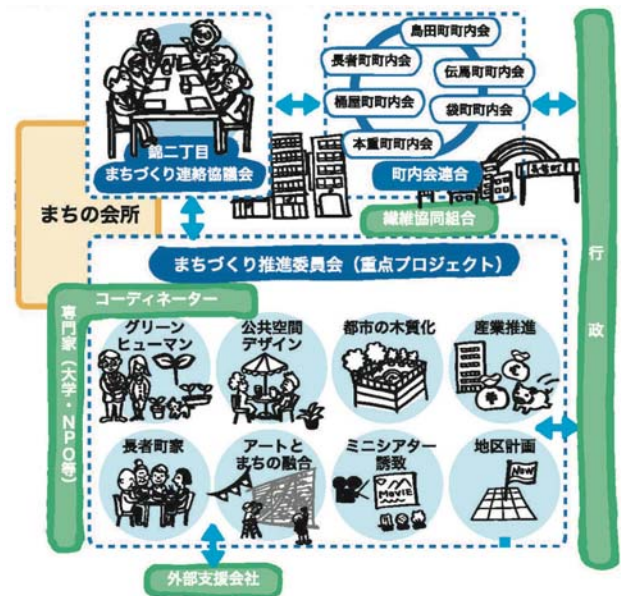 島田町町内会
長者町町内会
伝馬町町内会
桶屋町町内会
袋町町内会
本重町町内会
錦二丁目
まちづくり連絡協議会
町内会連合
長者町
まちの会所
繊維協同組合
行政
まちづくり推進委員会（重点プロジェクト）
コーディネーター
専門家（大学・NPO等）
グリーン
ヒューマン
公共空間
デザイン
都市の木質化
産業推進
¥
€
長者町家
アートと
まちの融合
ミニシアター
誘致
MOVIE
地区計画
NOW
外部支援会社